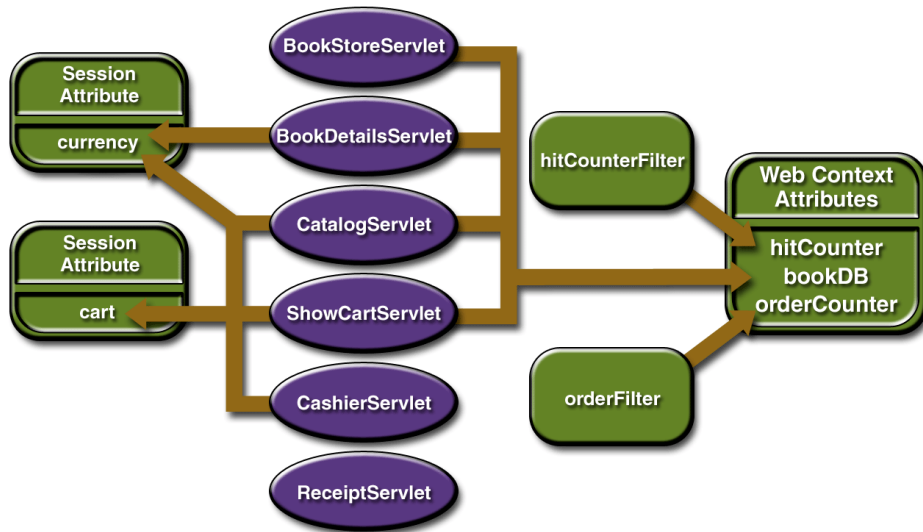 Session
Attribute
currency
Session
Attribute
cart
BookStoreServlet
BookDetailsServlet
CatalogServlet
ShowCartServlet
CashierServlet
ReceiptServlet
hitCounterFilter
orderFilter
Web Context
Attributes
hitCounter
bookDB
orderCounter